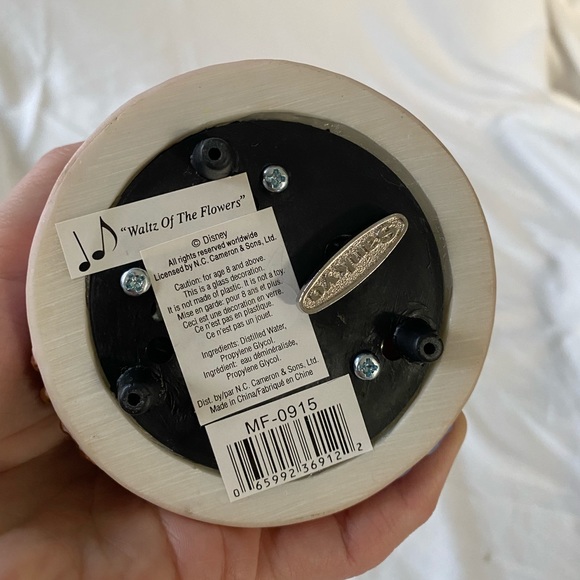 "Waltz Of The Flowers"
© Disney
All rights reserved worldwide
Licensed by N.C. Cameron & Sons, Ltd.
Caution: for age 8 and above.
This is a glass decoration.
It is not made of plastic. It is not a toy.
Mise en garde: pour 8 ans et plus.
Ceci est une decoration en verre.
Ce n'est pas en plastique.
Ce n'est pas un jouet.
Ingredients: Distilled Water,
Propylene Glycol.
Ingrédient: eau déminéralisée,
Propylene Glycol.
Dist. by/par N.C. Cameron & Sons, Ltd.
Made in China/Fabriqué en Chine
MF-0915
0 65992 36912 2